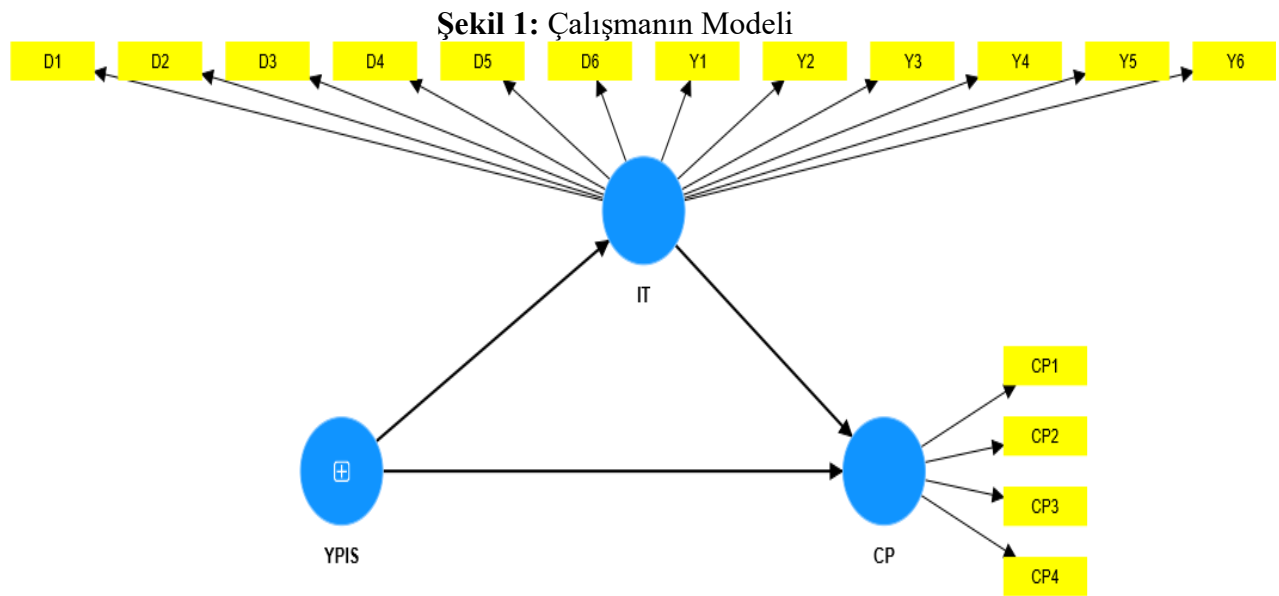 Şekil 1: Çalışmanın Modeli
D1 D2 D3 D4 D5 D6 Y1 Y2 Y3 Y4 Y5 Y6
IT
CP1
CP2
CP3
CP4
YPIS
CP